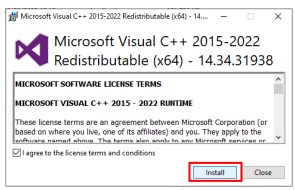 Microsoft Visual C++ 2015-2022 Redistributable (x64) - 14....
Microsoft Visual C++ 2015-2022
Redistributable (x64) - 14.34.31938
MICROSOFT SOFTWARE LICENSE TERMS
MICROSOFT VISUAL C++ 2015 - 2022 RUNTIME
These license terms are an agreement between Microsoft Corporation (or
based on where you live, one of its affiliates) and you. They apply to the
software named above. The terms also apply to any Microsoft services or
I agree to the license terms and conditions
Install
Close